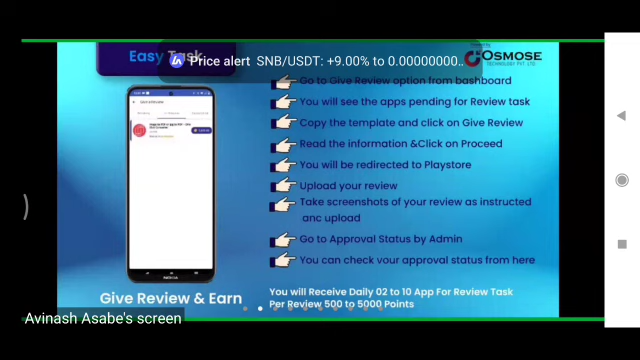 Easy Task
Price alert SNB/USDT: +9.00% to 0.00000000..
OSMOSE
TECHNOLOGY PVT. LTD.
Go to Give Review option from bashboard
You will see the apps pending for Review task
Copy the template and click on Give Review
Read the information &Click on Proceed
You will be redirected to Playstore
Upload your review
Take screenshots of your review as instructed
anc upload
Go to Approval Status by Admin
You can check your approval status from here
Give Review & Earn
You will Receive Daily 02 to 10 App For Review Task
Per Review 500 to 5000 Points
Avinash Asabe's screen